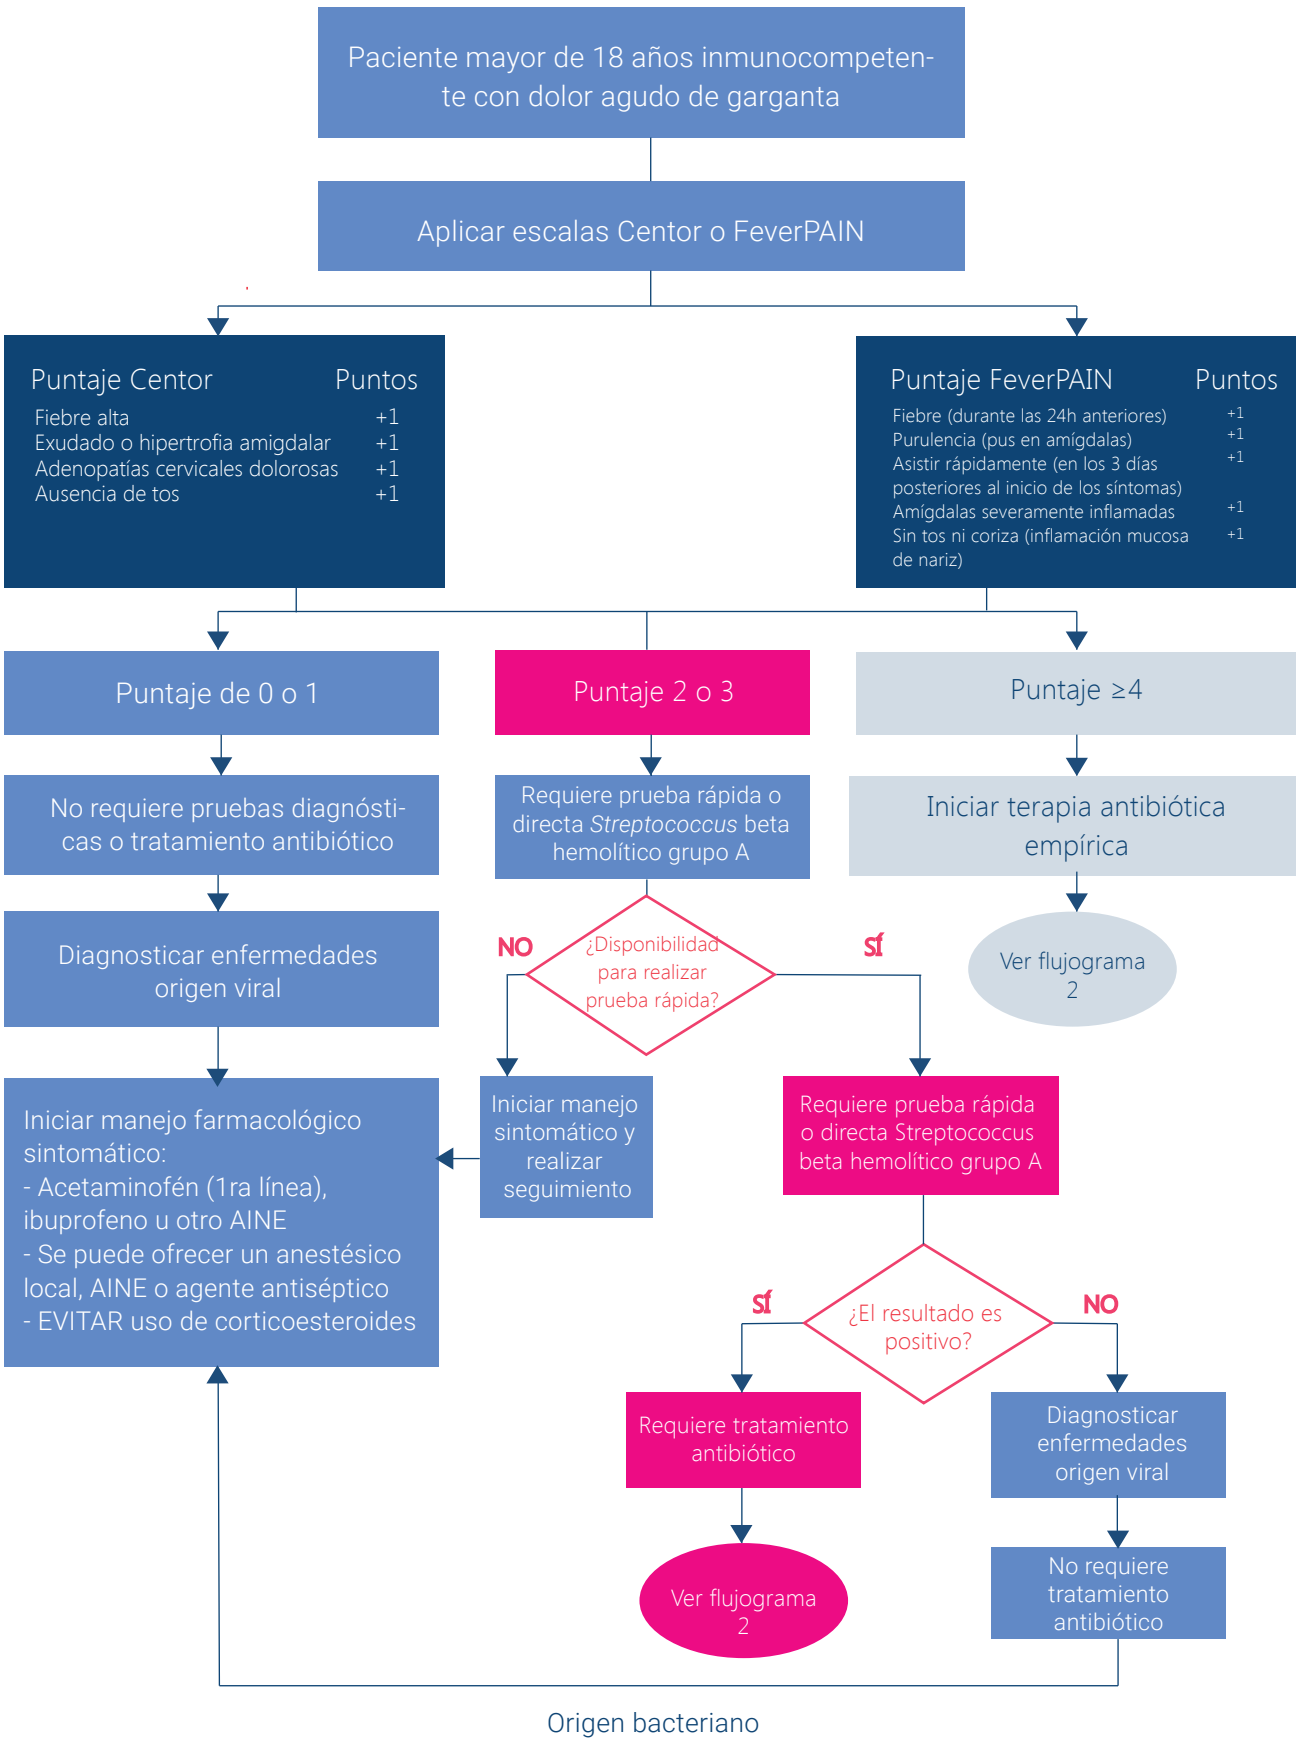 Paciente mayor de 18 años inmunocompeten-
te con dolor agudo de garganta
Aplicar escalas Centor o FeverPAIN
Puntaje Centor Puntos
Fiebre alta +1
Exudado o hipertrofia amigdalar +1
Adenopatías cervicales dolorosas +1
Ausencia de tos +1
Puntaje FeverPAIN Puntos
Fiebre (durante las 24h anteriores) +1
Purulencia (pus en amígdalas) +1
Asistir rápidamente (en los 3 días +1
posteriores al inicio de los síntomas)
Amígdalas severamente inflamadas +1
Sin tos ni coriza (inflamación mucosa +1
de nariz)
Puntaje de 0 o 1
Puntaje 2 o 3
Puntaje ≥4
No requiere pruebas diagnósti-
cas o tratamiento antibiótico
Requiere prueba rápida o
directa Streptococcus beta
hemolítico grupo A
Iniciar terapia antibiótica
empírica
Diagnosticar enfermedades
origen viral
NO
¿Disponibilidad
para realizar
prueba rápida?
SÍ
Ver flujograma
2
Iniciar manejo farmacológico
sintomático:
- Acetaminofén (1ra línea),
ibuprofeno u otro AINE
- Se puede ofrecer un anestésico
local, AINE o agente antiséptico
- EVITAR uso de corticoesteroides
Iniciar manejo
sintomático y
realizar
seguimiento
Requiere prueba rápida
o directa Streptococcus
beta hemolítico grupo A
SÍ
¿El resultado es
positivo?
NO
Requiere tratamiento
antibiótico
Diagnosticar
enfermedades
origen viral
Ver flujograma
2
No requiere
tratamiento
antibiótico
Origen bacteriano